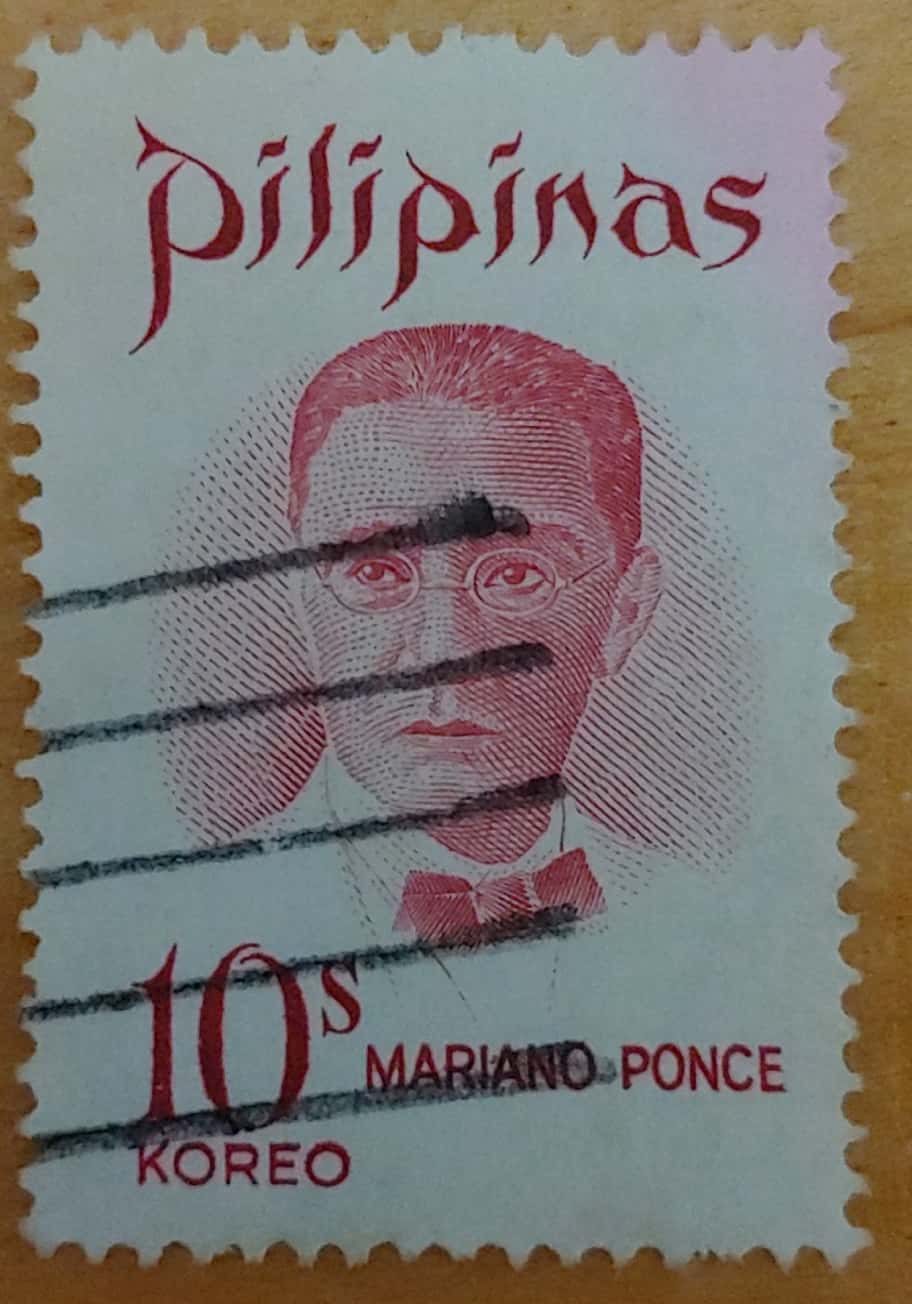 pilipinas
10s
MARIANO PONCE
KOREO